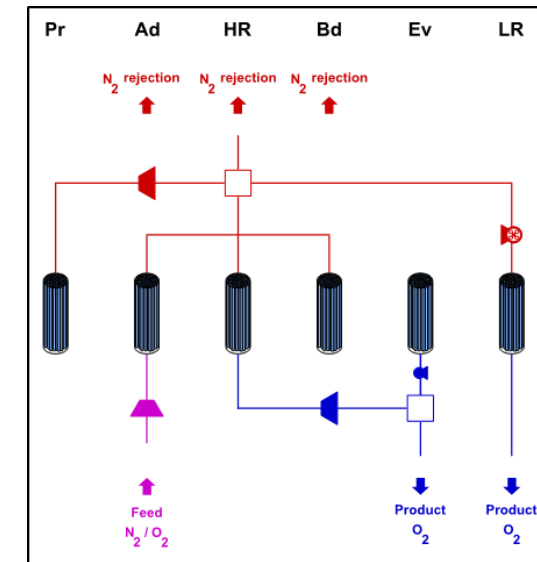 Pr Ad HR Bd Ev LR
N2 rejection N2 rejection N2 rejection
Feed
N2 / O2
Product Product
O2 O2